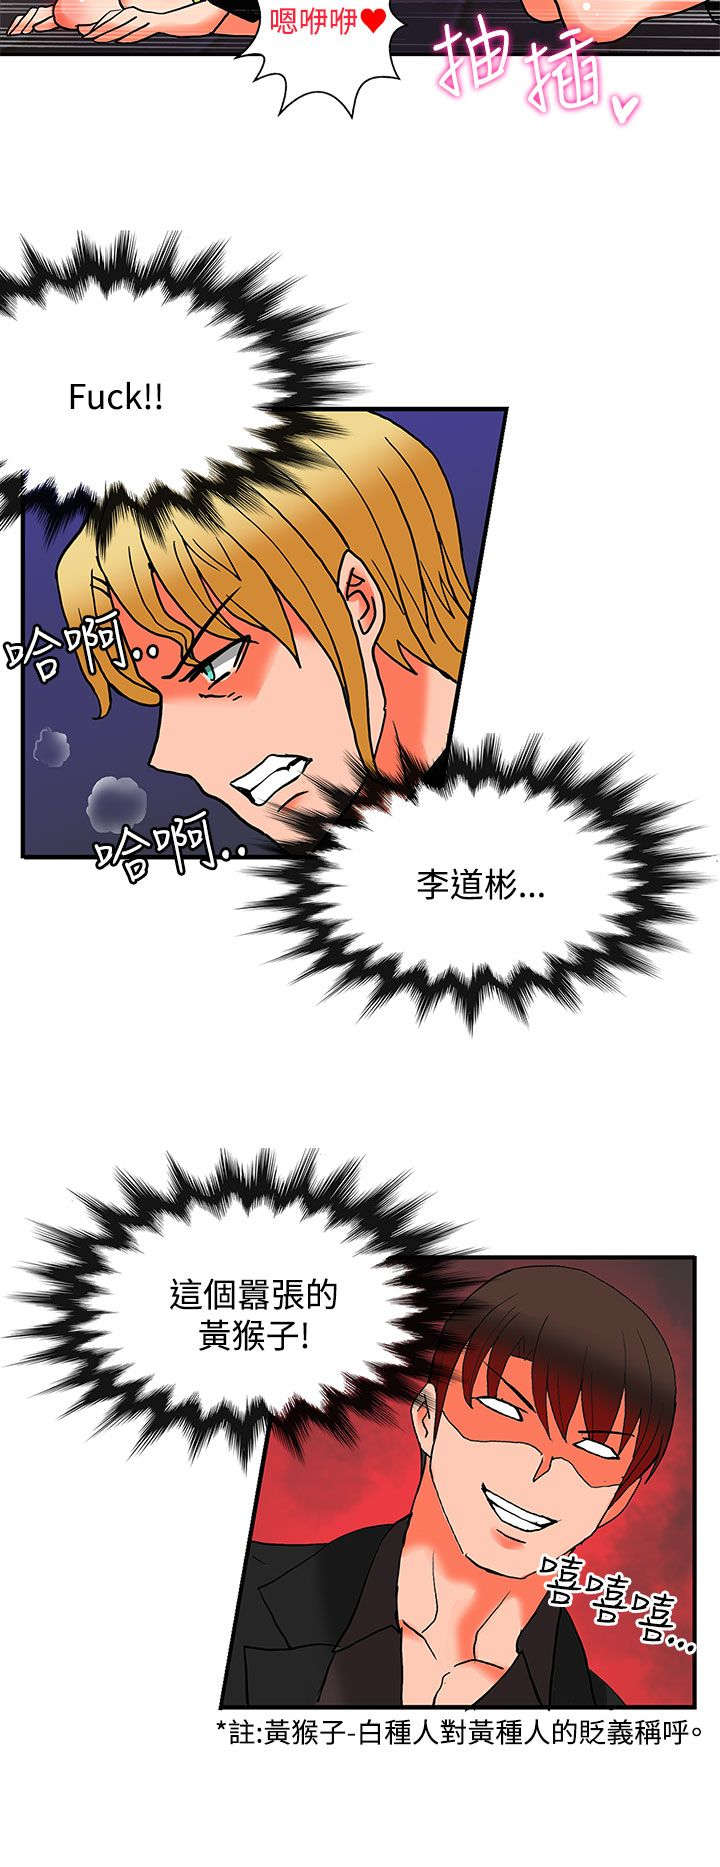 嗯咿咿♥
抽插♥
Fuck!!
哈啊..
哈啊..
李道彬...
這個囂張的
黃猴子!
嘻嘻嘻...
*註:黃猴子-白種人對黃種人的貶義稱呼。